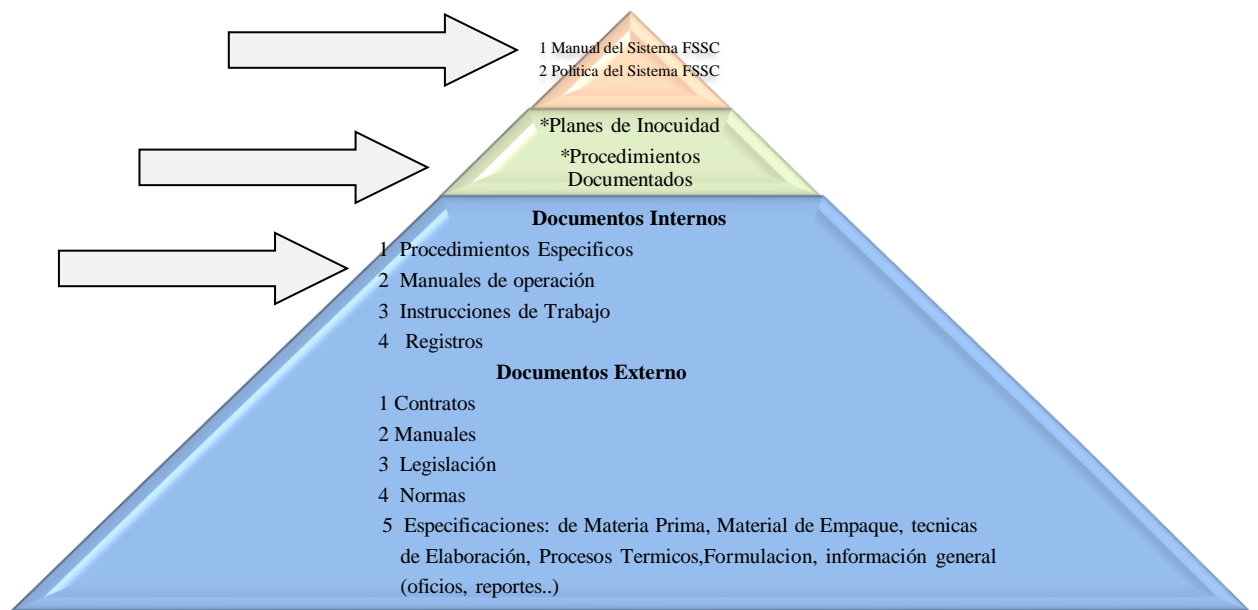 1 Manual del Sistema FSSC
2 Politica del Sistema FSSC
*Planes de Inocuidad
*Procedimientos
Documentados
Documentos Internos
1 Procedimientos Especificos
2 Manuales de operación
3 Instrucciones de Trabajo
4 Registros
Documentos Externo
1 Contratos
2 Manuales
3 Legislación
4 Normas
5 Especificaciones: de Materia Prima, Material de Empaque, tecnicas
de Elaboración, Procesos Termicos,Formulacion, información general
(oficios, reportes..)